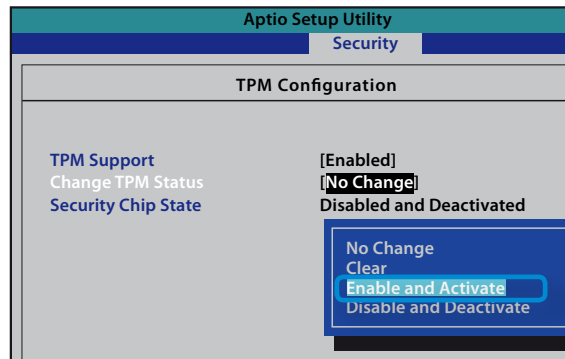 Aptio Setup Utility
Security
TPM Configuration
TPM Support [Enabled]
Change TPM Status [No Change]
Security Chip State Disabled and Deactivated
No Change
Clear
Enable and Activate
Disable and Deactivate